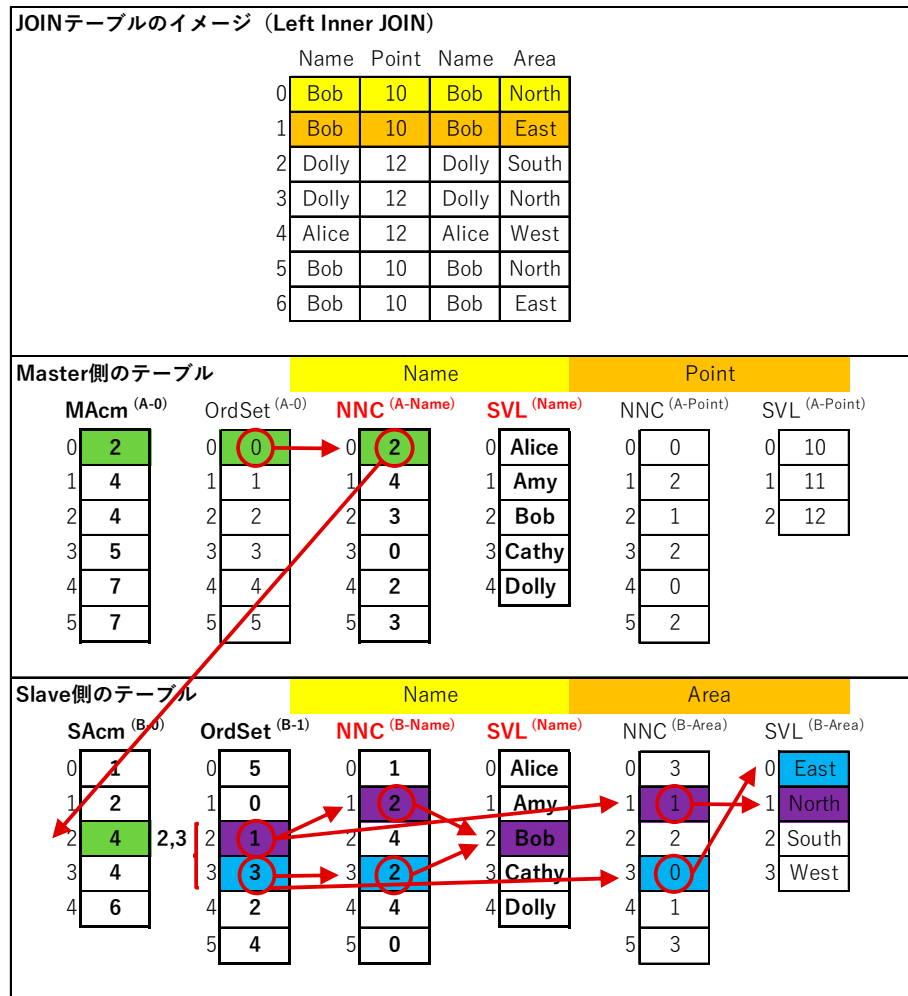 JOINテーブルのイメージ（Left Inner JOIN）
Name Point Name Area
0 Bob 10 Bob North
1 Bob 10 Bob East
2 Dolly 12 Dolly South
3 Dolly 12 Dolly North
4 Alice 12 Alice West
5 Bob 10 Bob North
6 Bob 10 Bob East
Master側のテーブル Name Point
MAcm (A-0) OrdSet (A-0) NNC (A-Name) SVL (Name) NNC (A-Point) SVL (A-Point)
0 2 0 0 0 2 0 Alice 0 0 0 10
1 4 1 1 1 4 1 Amy 1 2 1 11
2 4 2 2 2 3 2 Bob 2 1 2 12
3 5 3 3 3 0 3 Cathy 3 2
4 7 4 4 4 2 4 Dolly 4 0
5 7 5 5 5 3 5 2
Slave側のテーブル Name Area
SAcm (B-0) OrdSet (B-1) NNC (B-Name) SVL (Name) NNC (B-Area) SVL (B-Area)
0 1 0 5 0 1 0 Alice 0 3 0 East
1 2 1 0 1 2 1 Amy 1 1 1 North
2 4 2,3 2 1 2 4 2 Bob 2 2 2 South
3 4 3 3 3 2 3 Cathy 3 0 3 West
4 6 4 2 4 4 4 Dolly 4 1
5 4 5 0 5 3